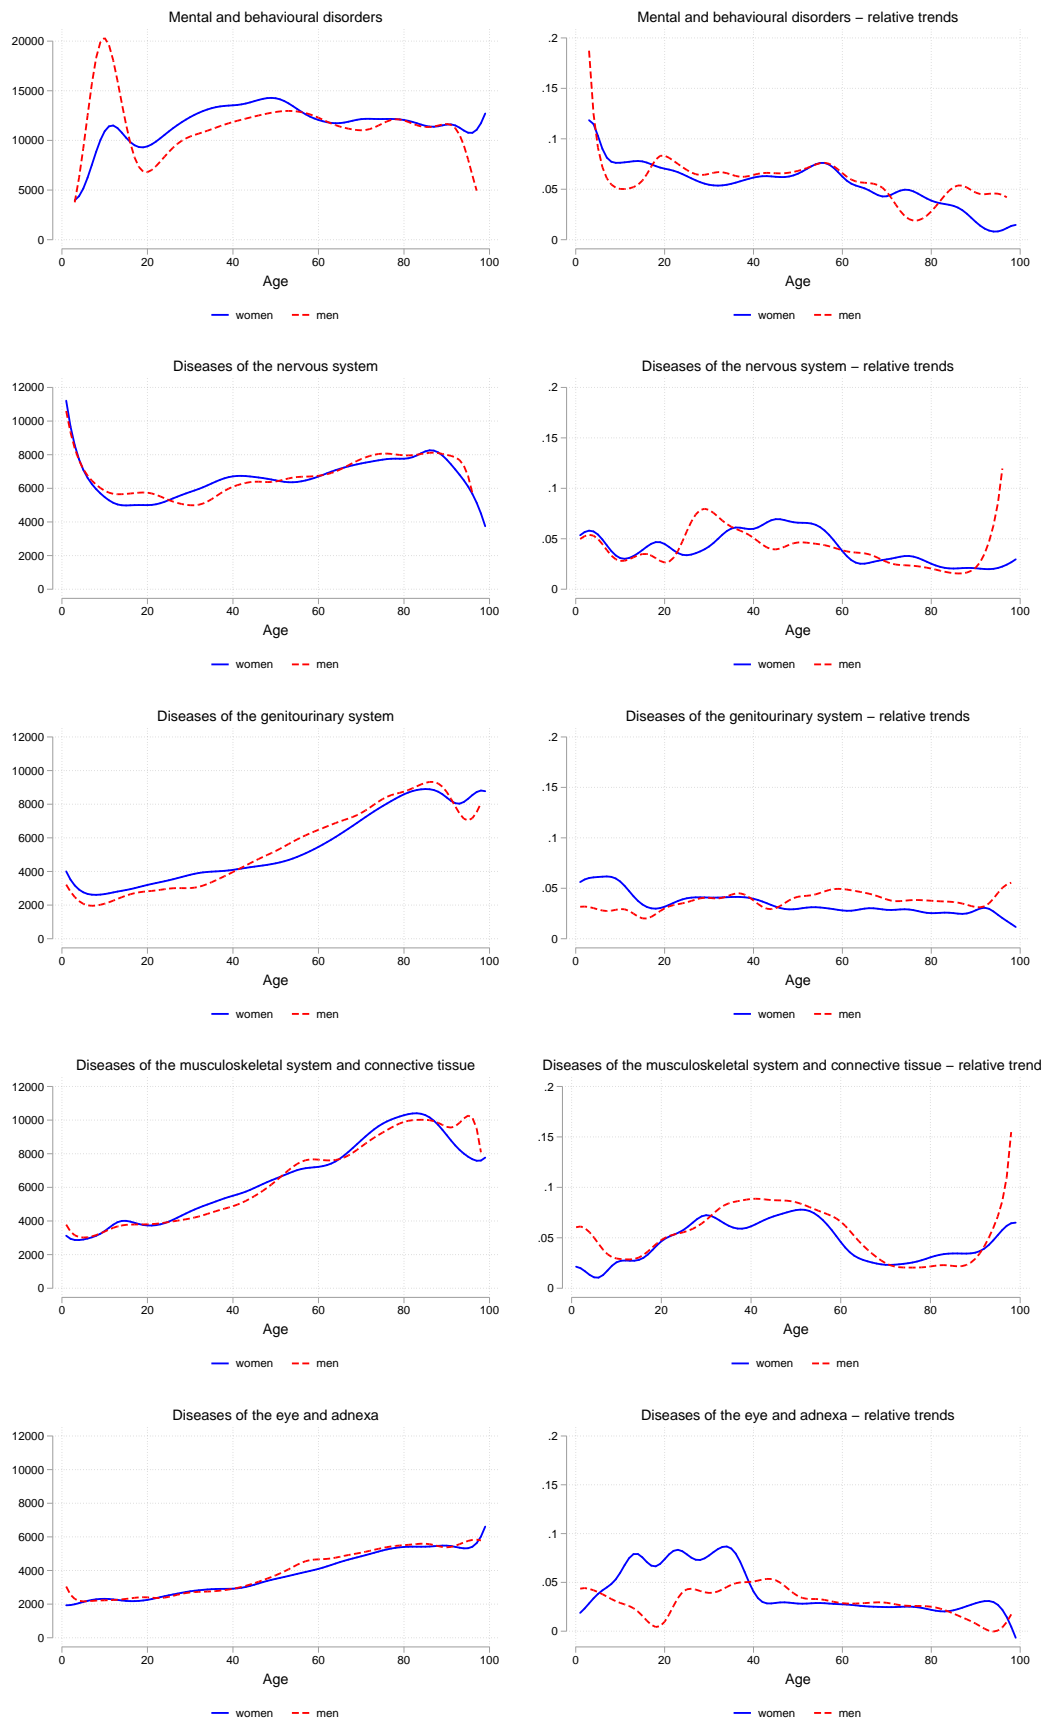 Mental and behavioural disorders
20000
15000
10000
5000
0
0 20 40 60 80 100
Age
women men
Mental and behavioural disorders − relative trends
.2
.15
.1
.05
0
0 20 40 60 80 100
Age
women men
Diseases of the nervous system
12000
10000
8000
6000
4000
2000
0
0 20 40 60 80 100
Age
women men
Diseases of the nervous system − relative trends
.2
.15
.1
.05
0
0 20 40 60 80 100
Age
women men
Diseases of the genitourinary system
12000
10000
8000
6000
4000
2000
0
0 20 40 60 80 100
Age
women men
Diseases of the genitourinary system − relative trends
.2
.15
.1
.05
0
0 20 40 60 80 100
Age
women men
Diseases of the musculoskeletal system and connective tissue
12000
10000
8000
6000
4000
2000
0
0 20 40 60 80 100
Age
women men
Diseases of the musculoskeletal system and connective tissue − relative trend
.2
.15
.1
.05
0
0 20 40 60 80 100
Age
women men
Diseases of the eye and adnexa
12000
10000
8000
6000
4000
2000
0
0 20 40 60 80 100
Age
women men
Diseases of the eye and adnexa − relative trends
.2
.15
.1
.05
0
0 20 40 60 80 100
Age
women men